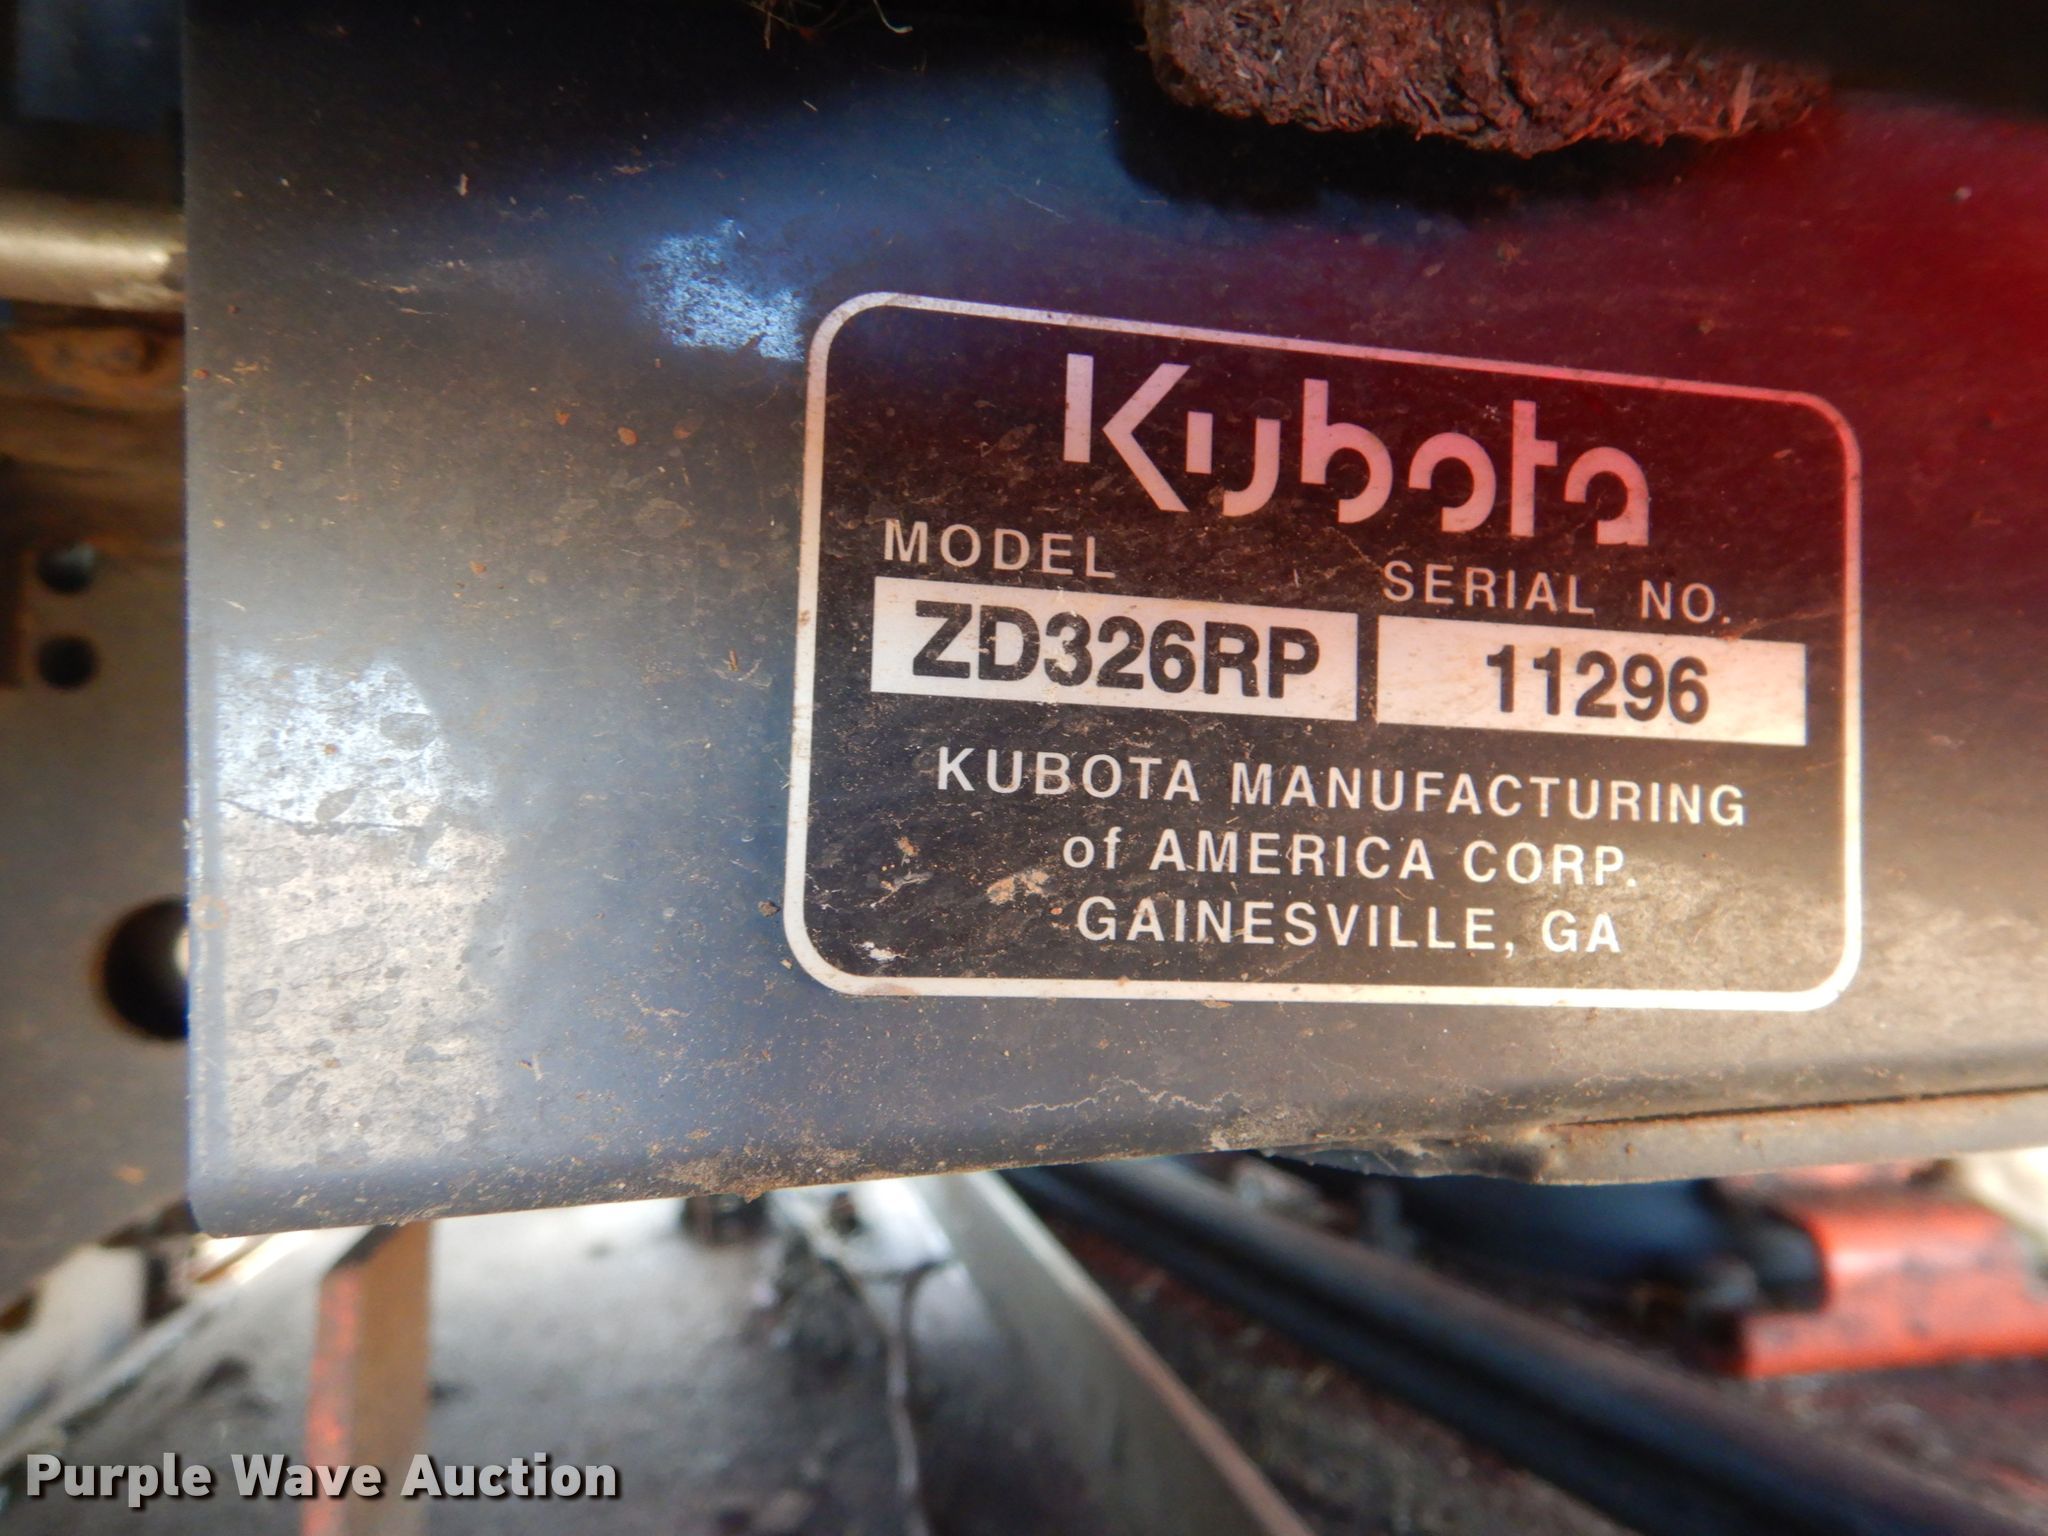 Kubota
MODEL SERIAL NO.
ZD326RP 11296
KUBOTA MANUFACTURING
of AMERICA CORP.
GAINESVILLE, GA
Purple Wave Auction